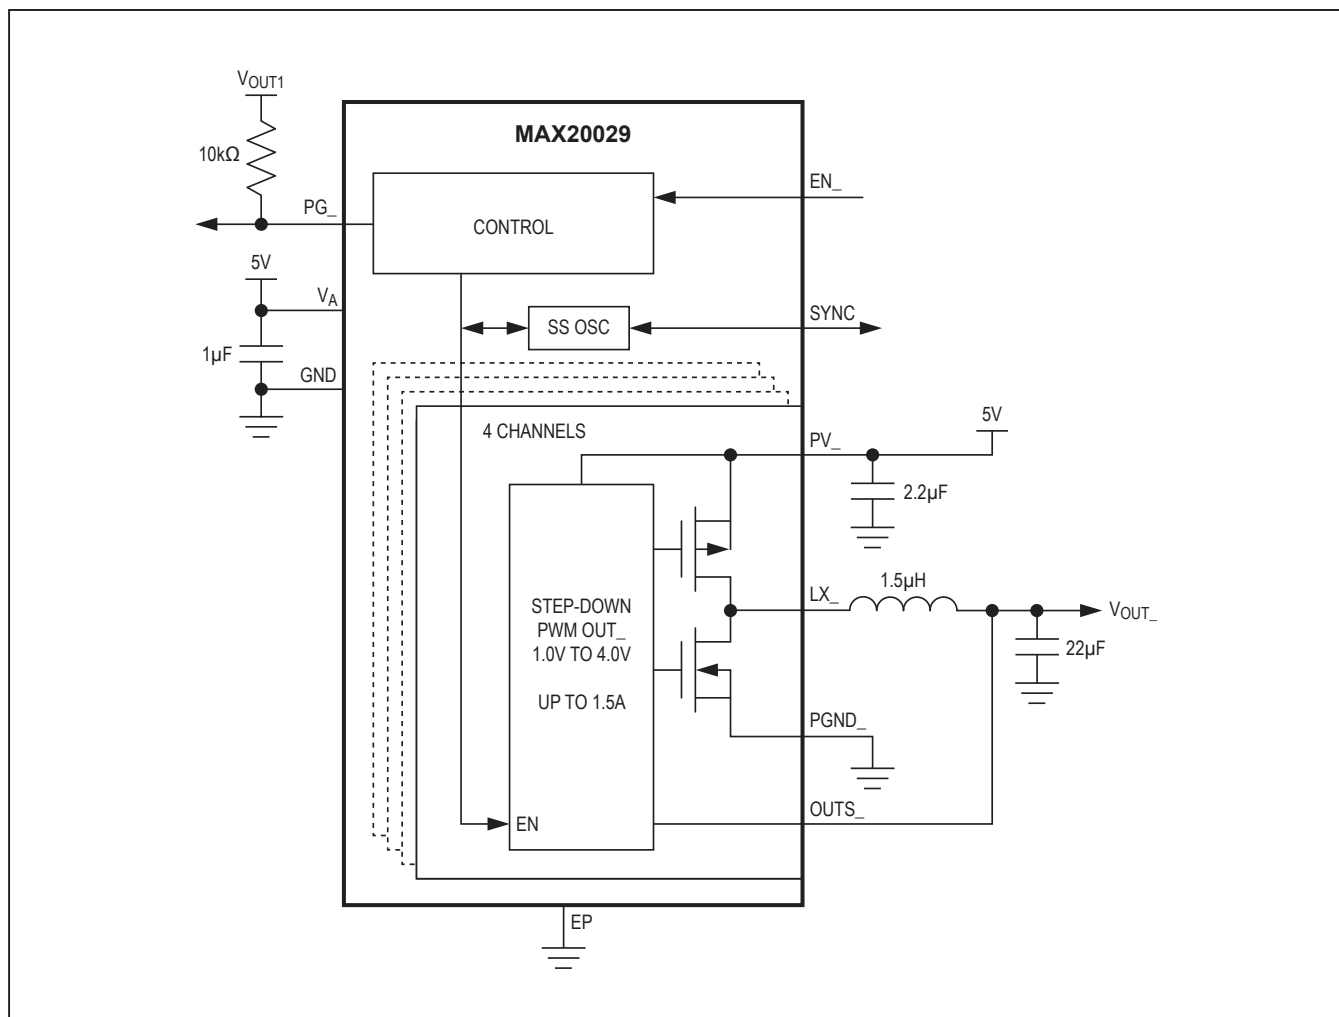 VOUT1
10kΩ
PG_
5V
VA
1µF
GND
MAX20029
CONTROL
EN_
SS OSC
SYNC
4 CHANNELS
PV_
5V
2.2µF
STEP-DOWN
PWM OUT_
1.0V TO 4.0V
UP TO 1.5A
EN
LX_
1.5µH
VOUT_
22µF
PGND_
OUTS_
EP